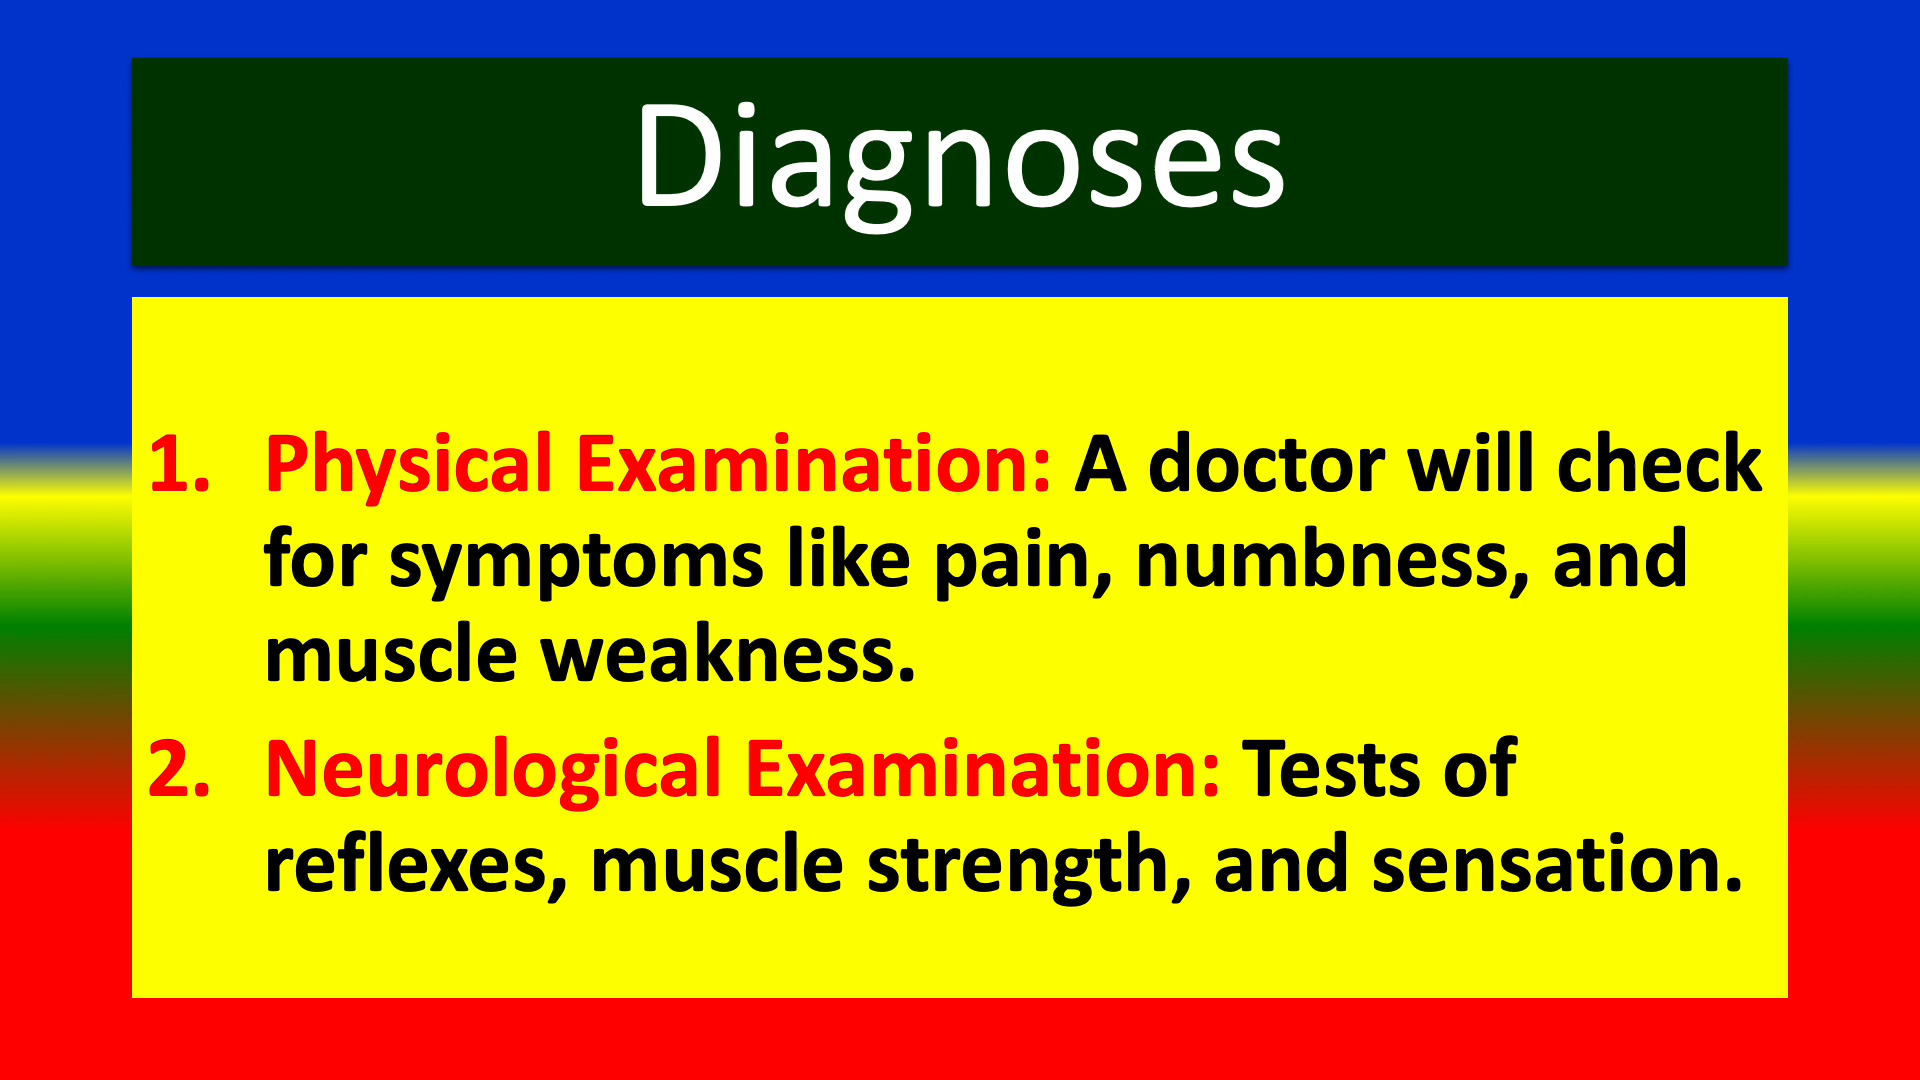 Diagnoses
1. Physical Examination: A doctor will check
for symptoms like pain, numbness, and
muscle weakness.
2. Neurological Examination: Tests of
reflexes, muscle strength, and sensation.